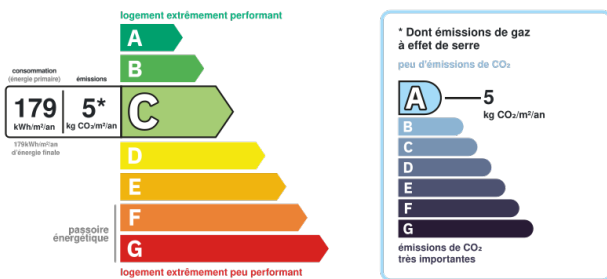 logement extrêmement performant
A
B
consommation
(énergie primaire)
émissions
179
kWh/m²/an
5*
kg CO₂/m²/an
C
179kWh/m²/an
d'énergie finale
D
E
F
passoire
énergétique
G
logement extrêmement peu performant
* Dont émissions de gaz
à effet de serre
peu d'émissions de CO₂
A
5
kg CO₂/m²/an
B
C
D
E
F
G
émissions de CO₂
très importantes